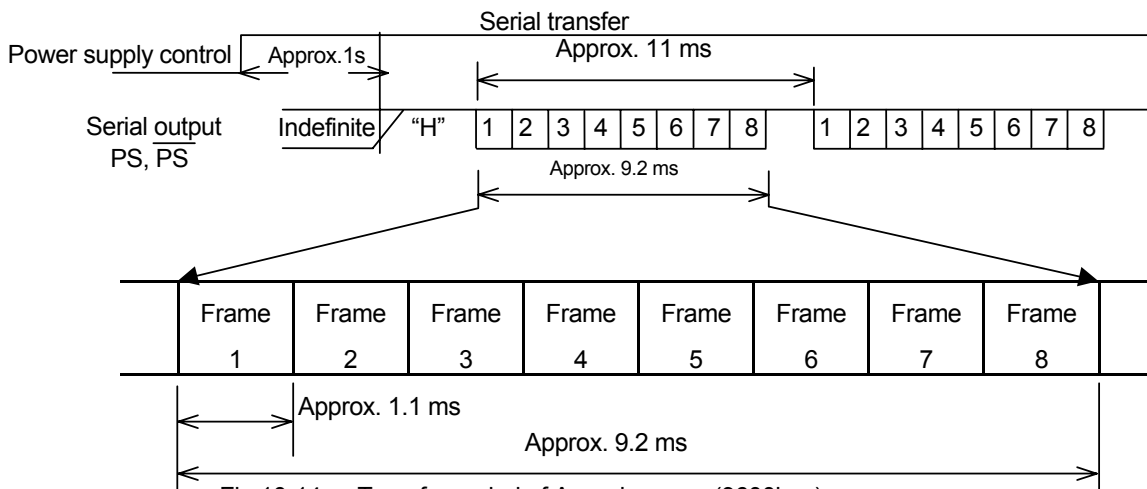 Serial transfer
Power supply control
Approx.1s
Approx. 11 ms
Serial output
PS, PS
Indefinite
“H”
1 2 3 4 5 6 7 8
1 2 3 4 5 6 7 8
Approx. 9.2 ms
Frame Frame Frame Frame Frame Frame Frame Frame
1 2 3 4 5 6 7 8
Approx. 1.1 ms
Approx. 9.2 ms